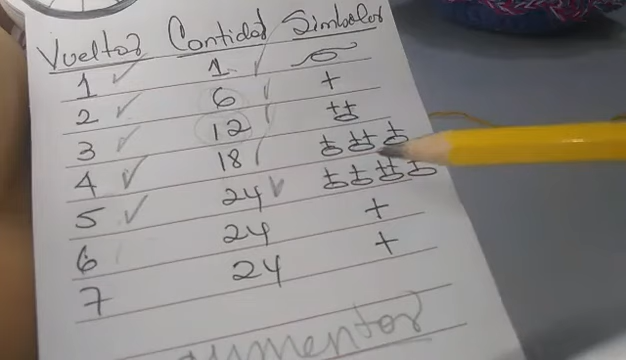 Vueltas Cantidad Simbolos
1 ✓ 1 ✓
2 ✓ 6 ✓ +
3 ✓ 12 ✓
4 ✓ 18 ✓
5 ✓ 24 ✓
6 24 +
7 24 +